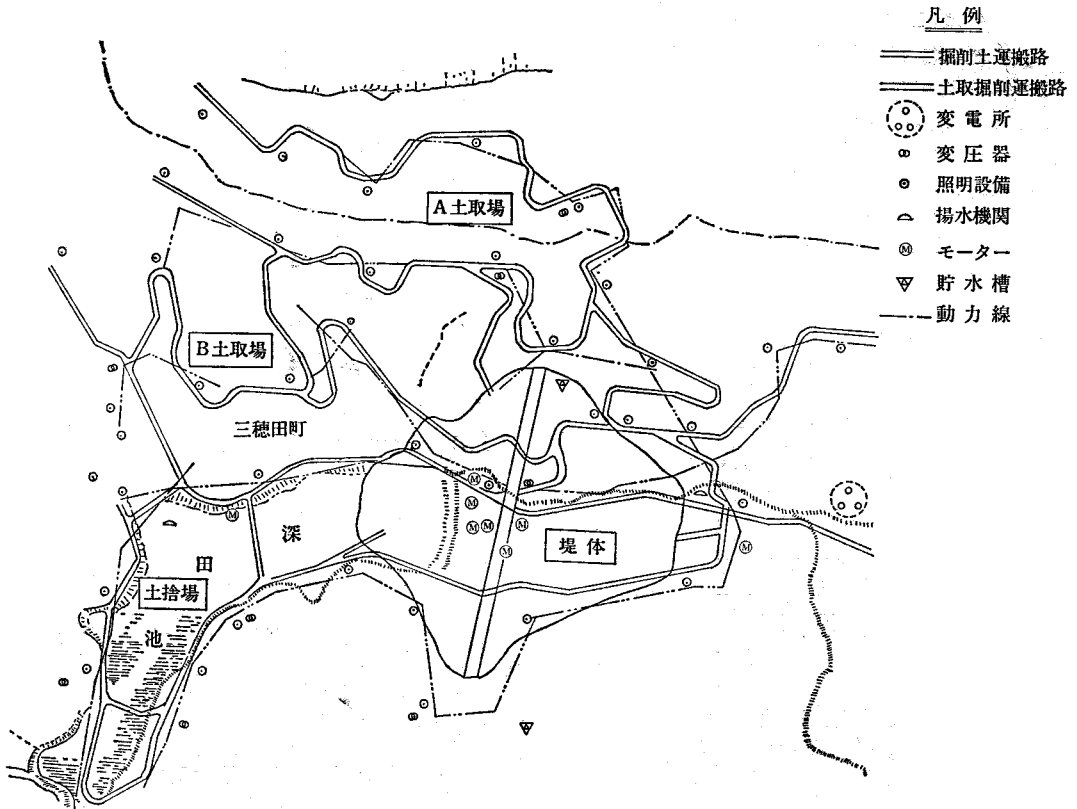 凡例
掘削土運搬路
土取掘削運搬路
変電所
変圧器
照明設備
揚水機関
モーター
貯水槽
動力線
A土取場
B土取場
三穂田町
深
田
池
堤体
土捨場
M
M
M
M
M
M
M
M